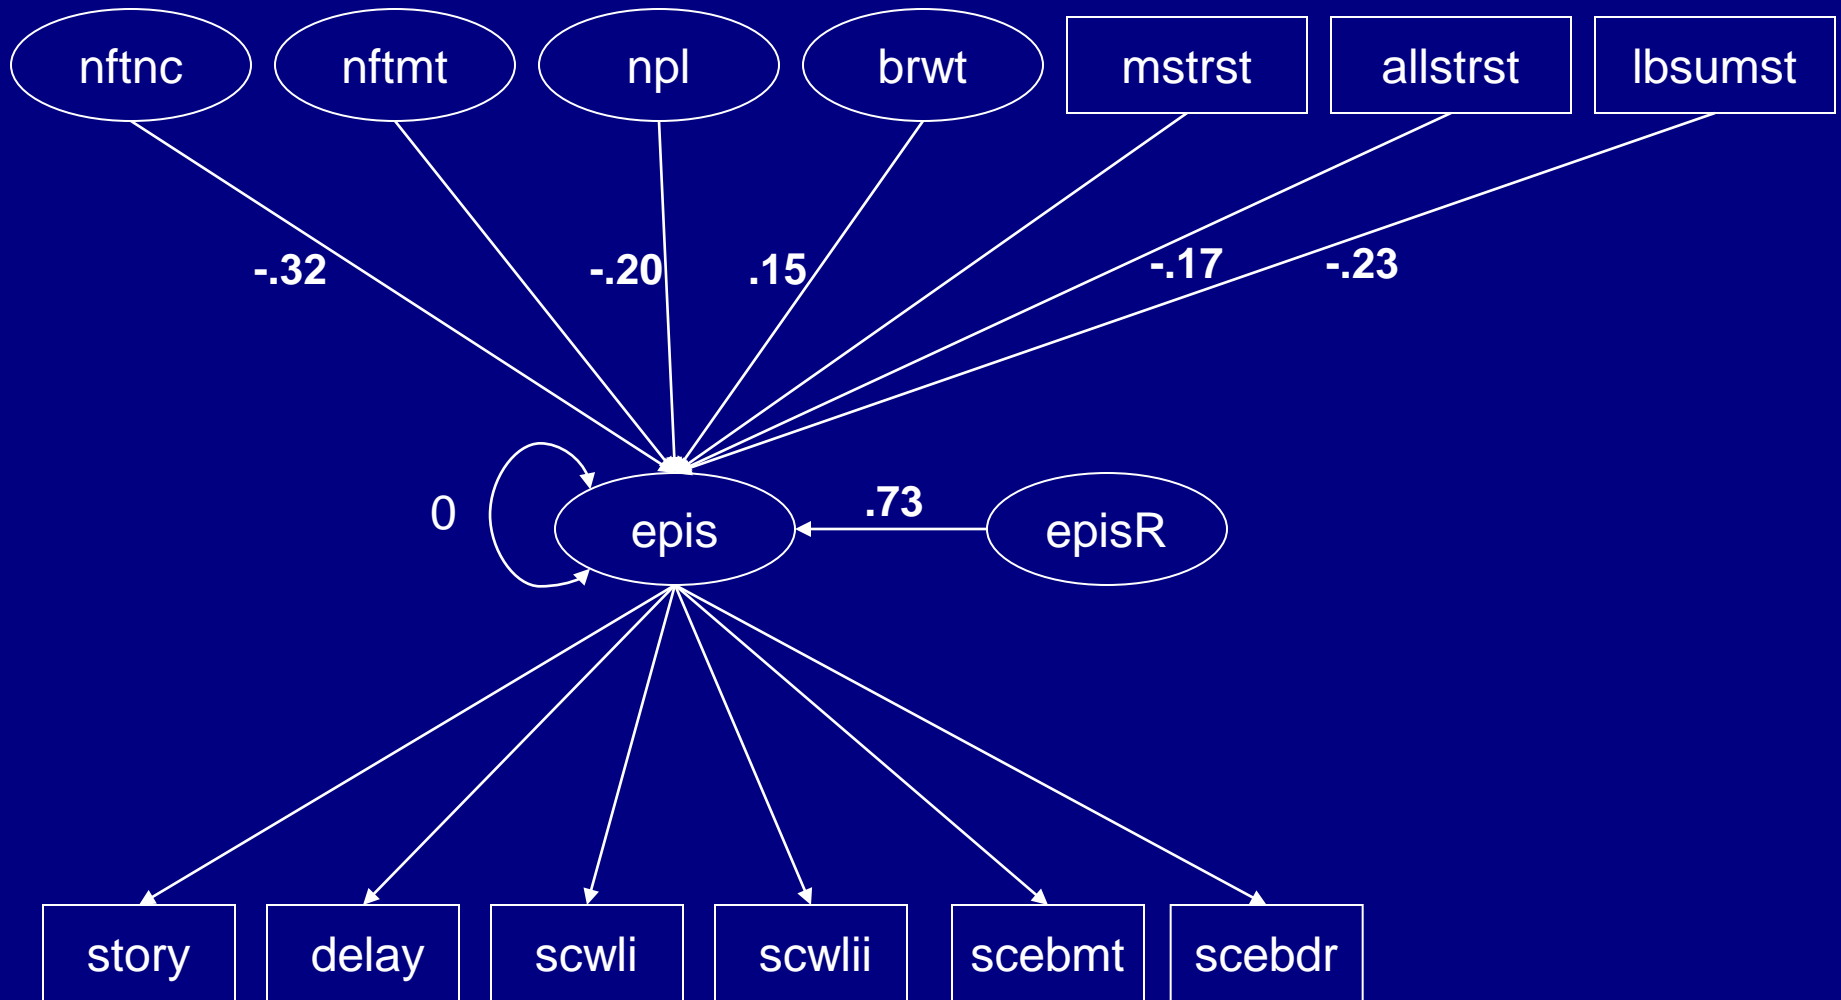 nftnc
nftmt
npl
brwt
mstrst
allstrst
lbsumst
-.32
-.20
.15
-.17
-.23
0
epis
.73
episR
story
delay
scwli
scwlii
scebmt
scebdr